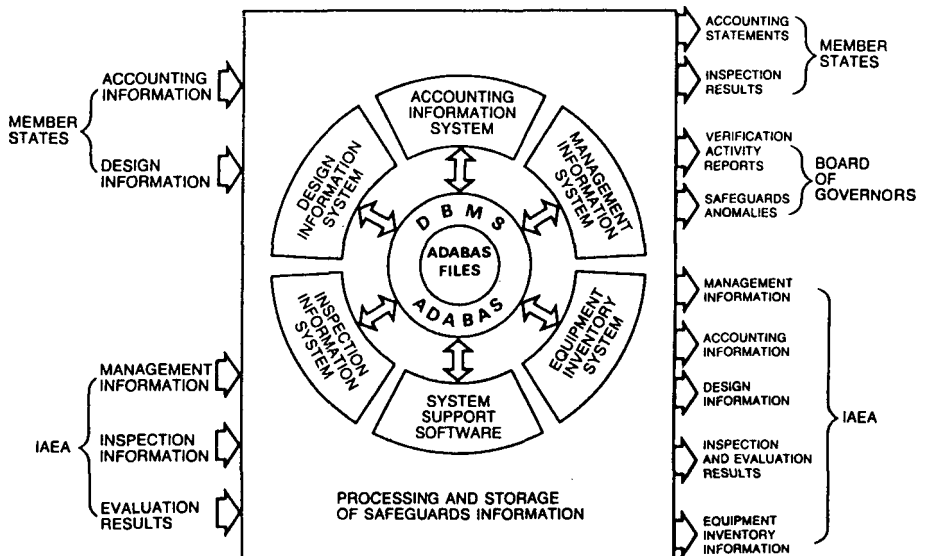 MEMBER
STATES
ACCOUNTING
INFORMATION
DESIGN
INFORMATION
IAEA
MANAGEMENT
INFORMATION
INSPECTION
INFORMATION
EVALUATION
RESULTS
ACCOUNTING
INFORMATION
SYSTEM
MANAGEMENT
INFORMATION
SYSTEM
EQUIPMENT
INVENTORY
SYSTEM
SYSTEM
SUPPORT
SOFTWARE
INSPECTION
INFORMATION
SYSTEM
DESIGN
INFORMATION
SYSTEM
DBMS
ADABAS
FILES
ADABAS
PROCESSING AND STORAGE
OF SAFEGUARDS INFORMATION
ACCOUNTING
STATEMENTS
INSPECTION
RESULTS
MEMBER
STATES
VERIFICATION
ACTIVITY
REPORTS
SAFEGUARDS
ANOMALIES
BOARD
OF
GOVERNORS
MANAGEMENT
INFORMATION
ACCOUNTING
INFORMATION
DESIGN
INFORMATION
INSPECTION
AND EVALUATION
RESULTS
EQUIPMENT
INVENTORY
INFORMATION
IAEA